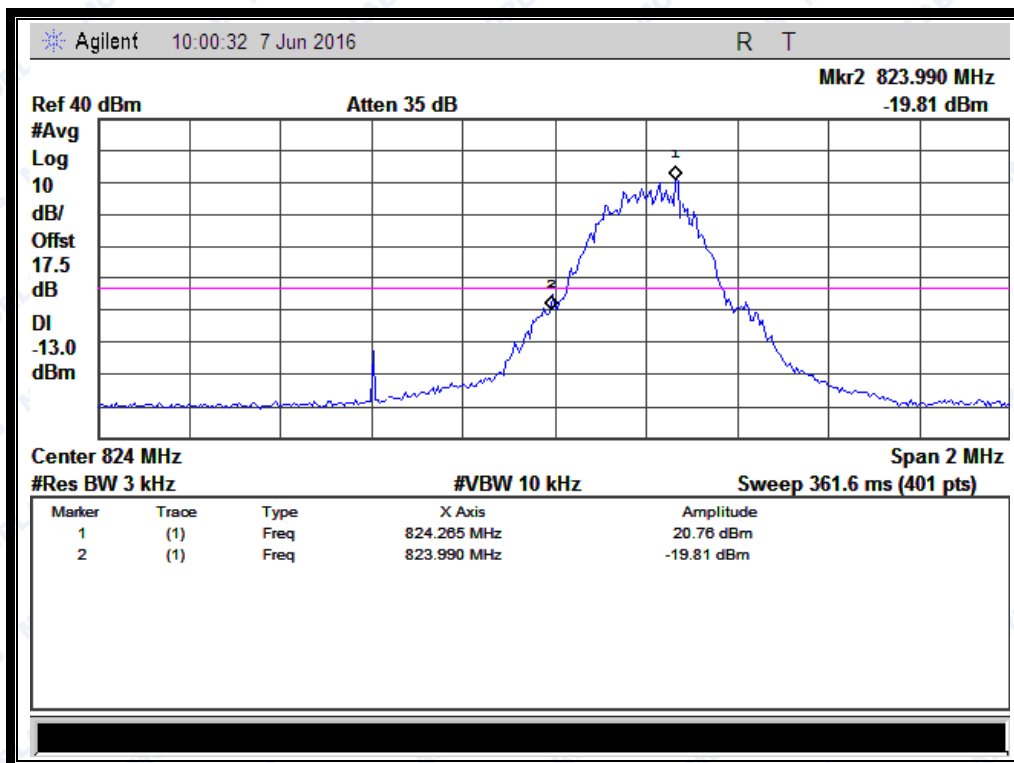 Agilent 10:00:32 7 Jun 2016 R T
Mkr2 823.990 MHz
Ref 40 dBm Atten 35 dB -19.81 dBm
#Avg
Log
10
dB/
Offst
17.5
dB
DI
-13.0
dBm
1
2
Center 824 MHz Span 2 MHz
#Res BW 3 kHz #VBW 10 kHz Sweep 361.6 ms (401 pts)
Marker Trace Type X Axis Amplitude
1 (1) Freq 824.265 MHz 20.76 dBm
2 (1) Freq 823.990 MHz -19.81 dBm